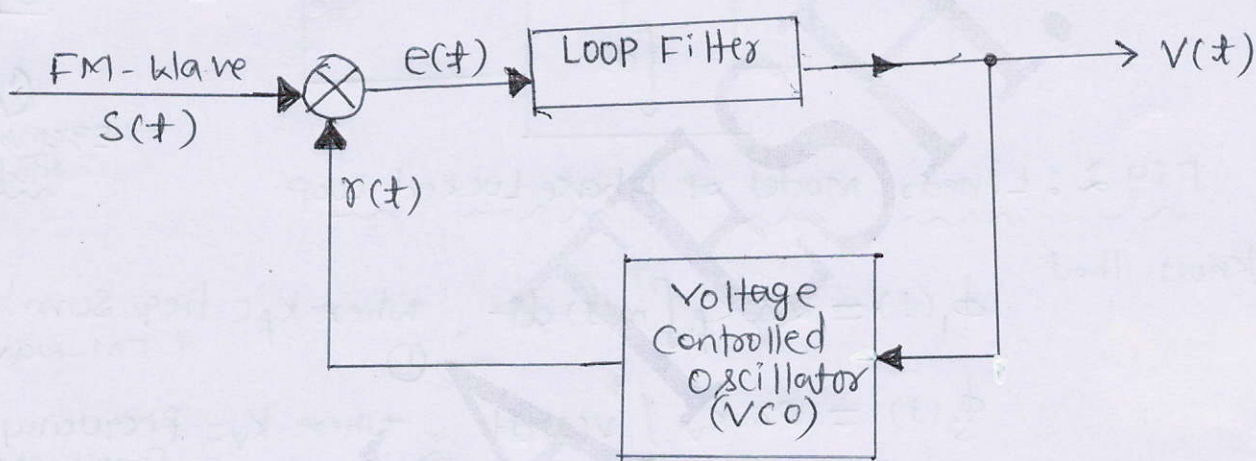 FM-Wave
S(t)
e(t)
LOOP Filter
V(t)
r(t)
Voltage
Controlled
Oscillator
(VCO)